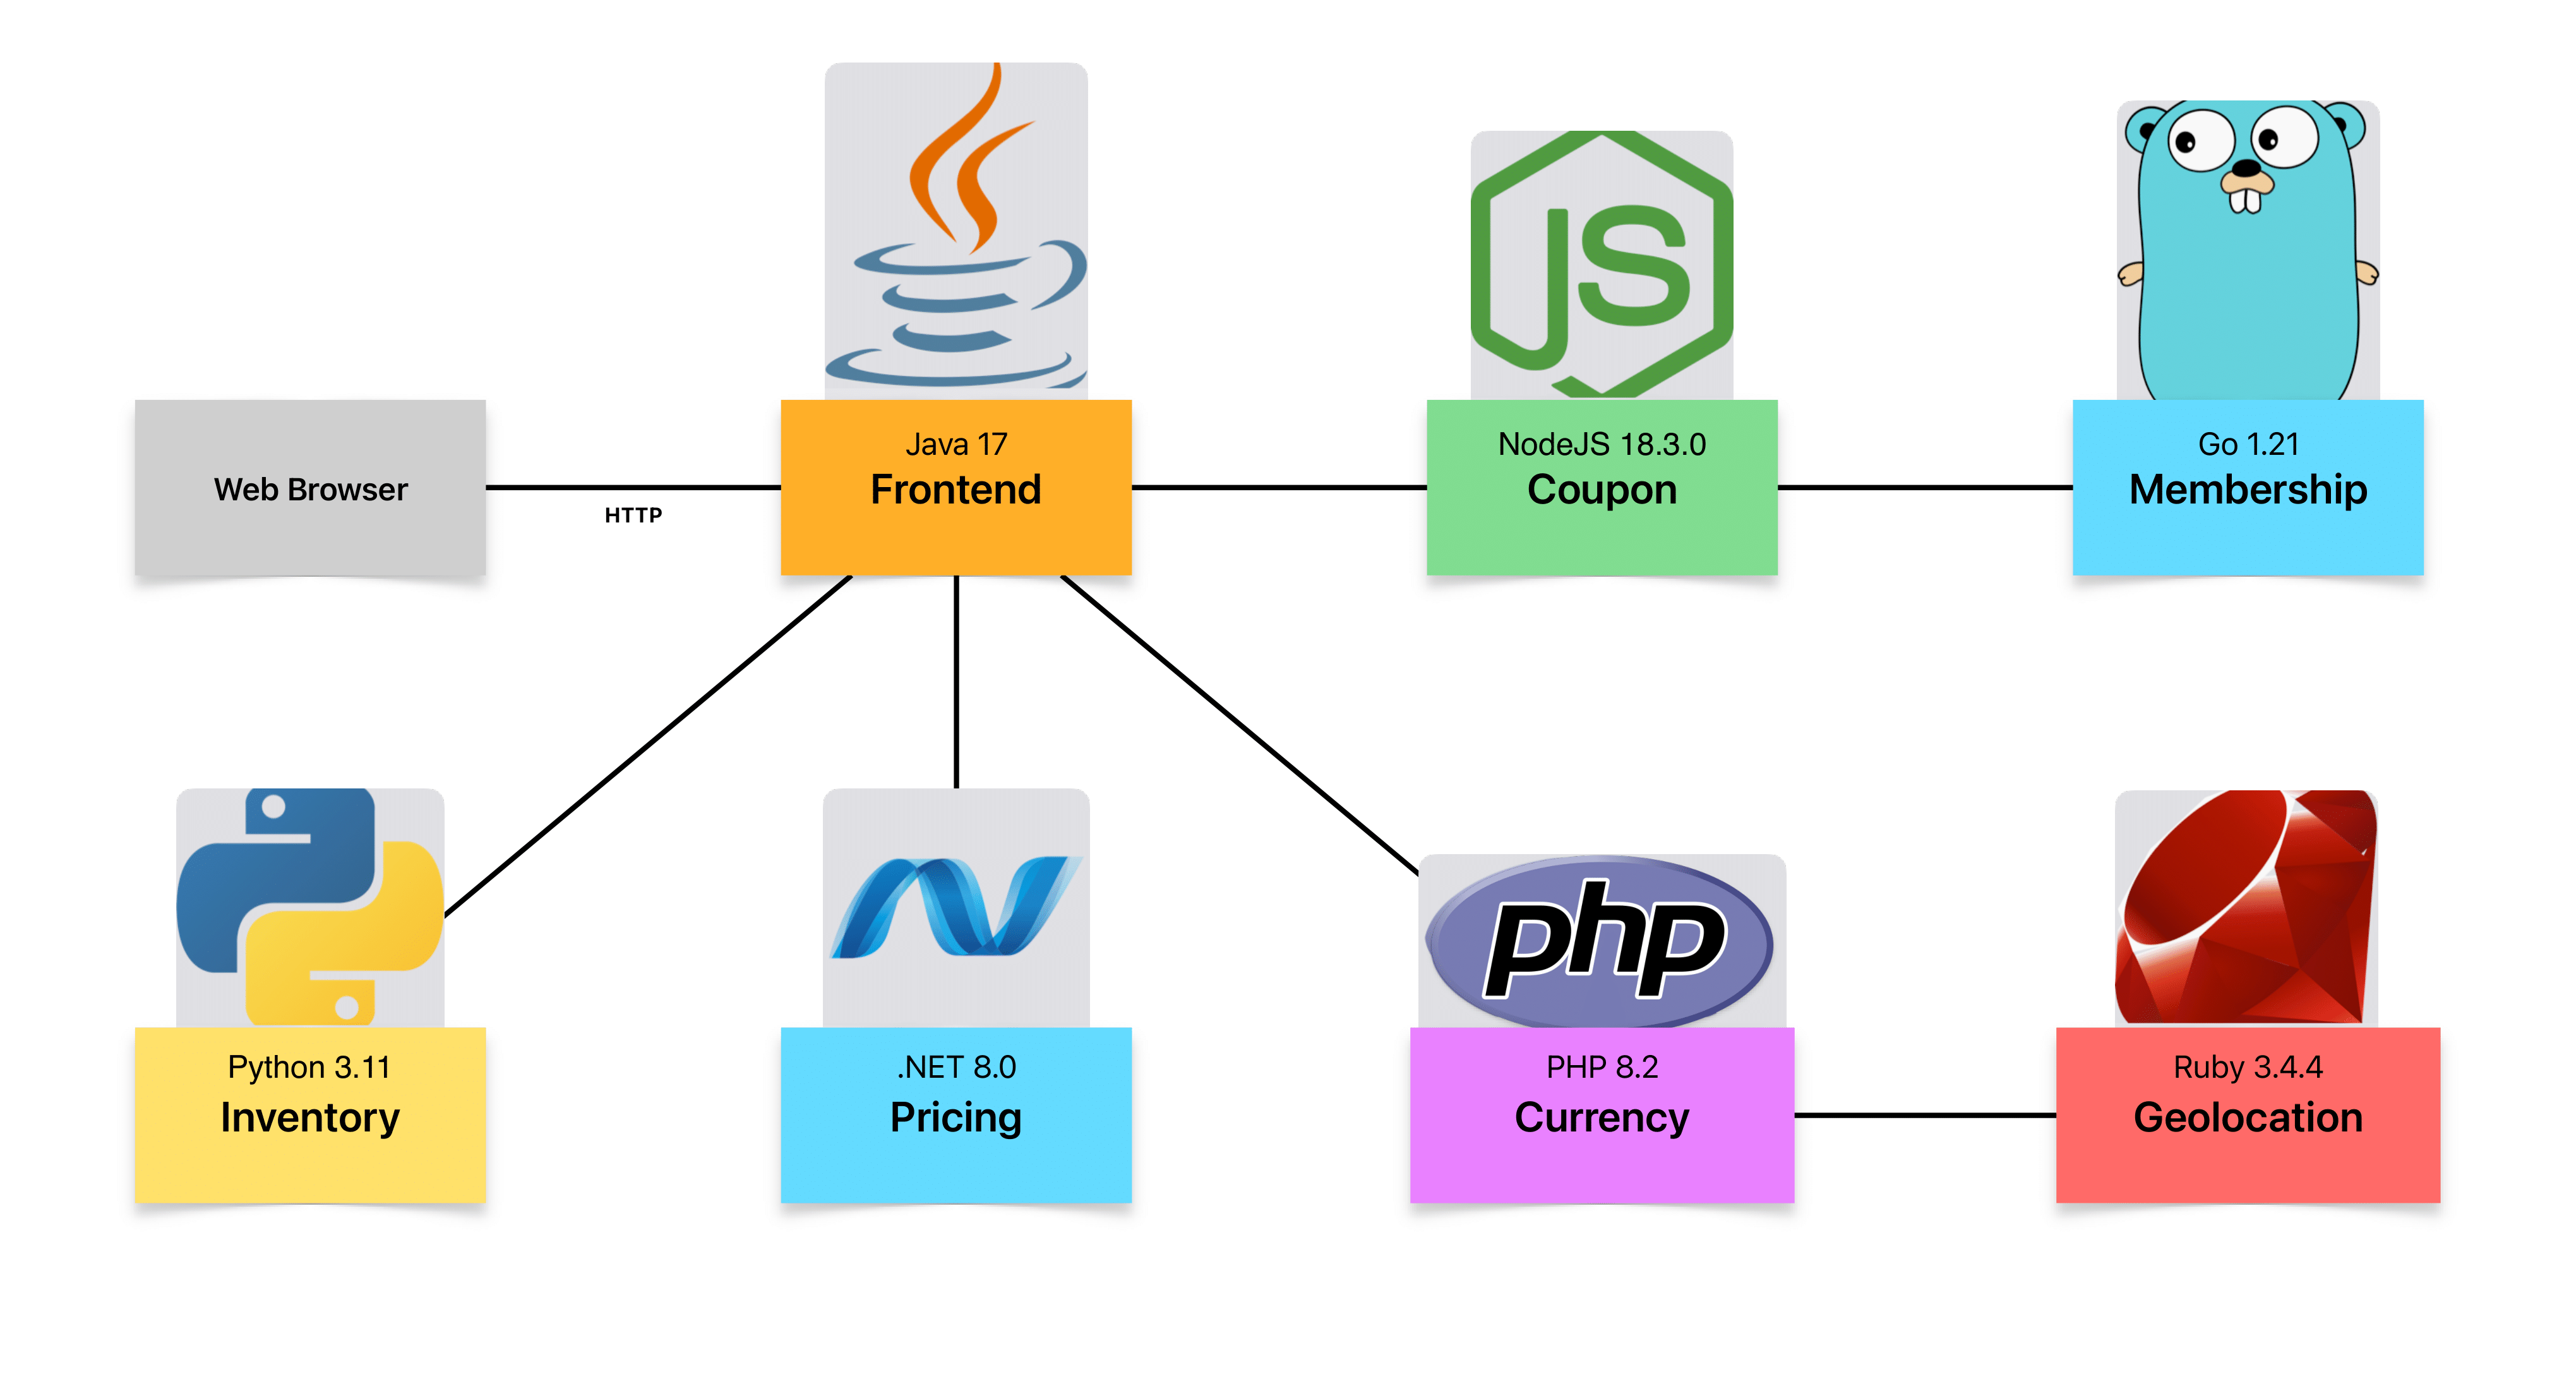 JS
Web Browser
HTTP
Java 17
Frontend
NodeJS 18.3.0
Coupon
Go 1.21
Membership
php
Python 3.11
Inventory
.NET 8.0
Pricing
PHP 8.2
Currency
Ruby 3.4.4
Geolocation